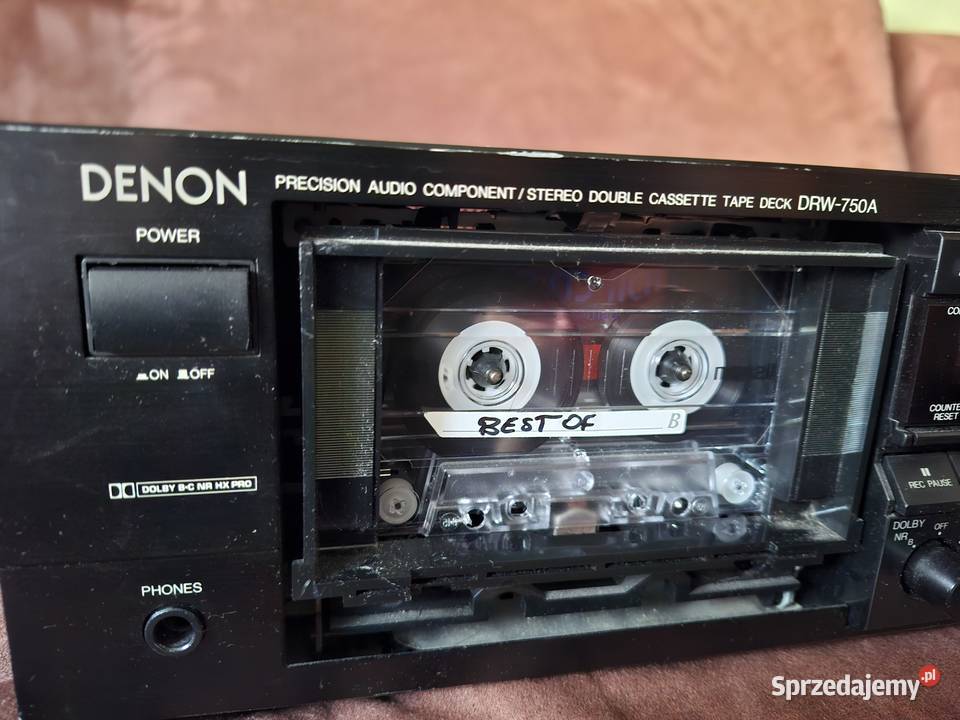 DENON
PRECISION AUDIO COMPONENT/STEREO DOUBLE CASSETTE TAPE DECK DRW-750A
POWER
ON OFF
DOLBY B-C NR HX PRO
PHONES
BEST OF
B
REC PAUSE
DOLBY
NR
OFF
B
RESET
Sprzedajemy.pl